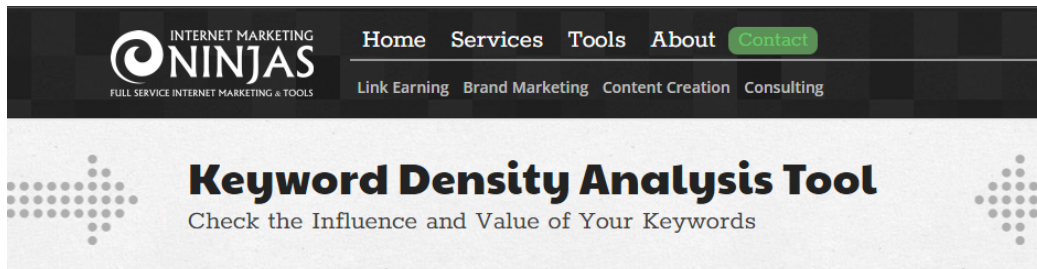 INTERNET MARKETING
NINJAS
FULL SERVICE INTERNET MARKETING & TOOLS
Home Services Tools About Contact
Link Earning Brand Marketing Content Creation Consulting
Keyword Density Analysis Tool
Check the Influence and Value of Your Keywords